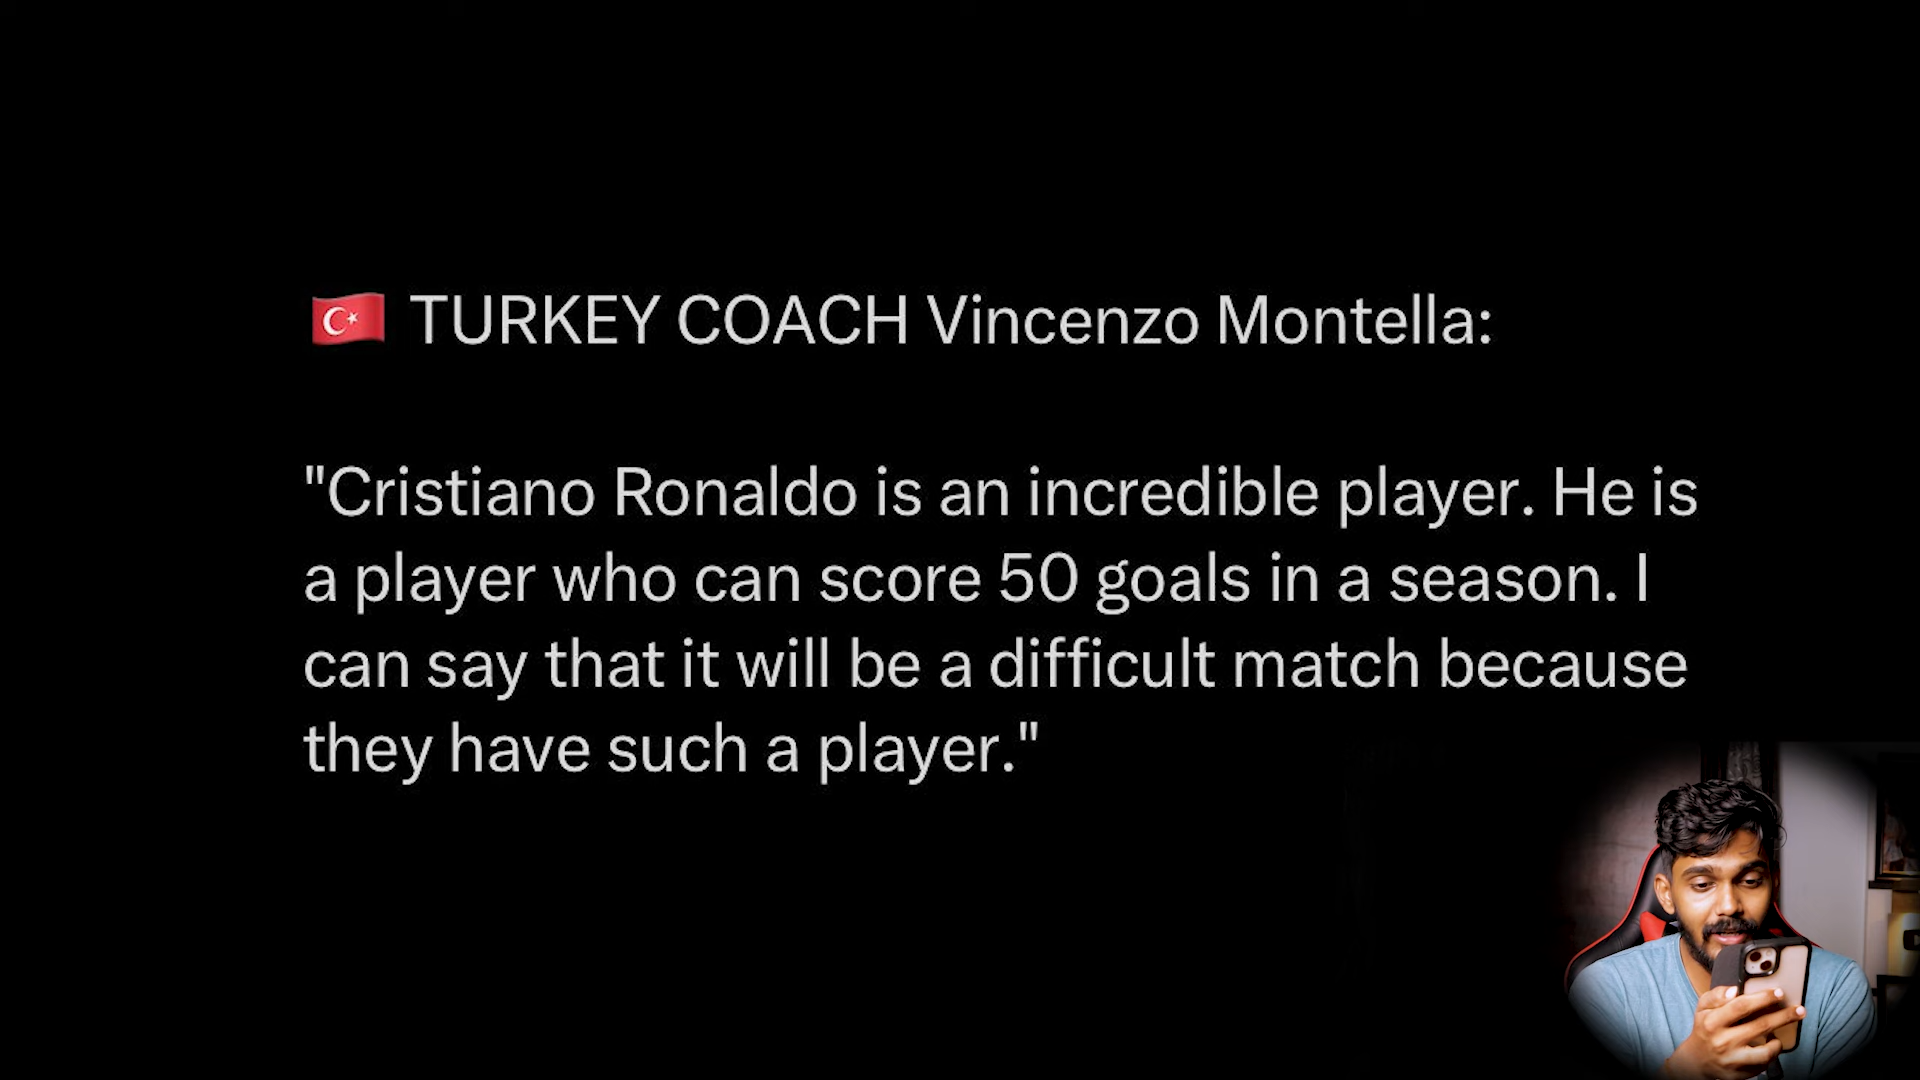 🇹🇷 TURKEY COACH Vincenzo Montella:
"Cristiano Ronaldo is an incredible player. He is
a player who can score 50 goals in a season. I
can say that it will be a difficult match because
they have such a player."